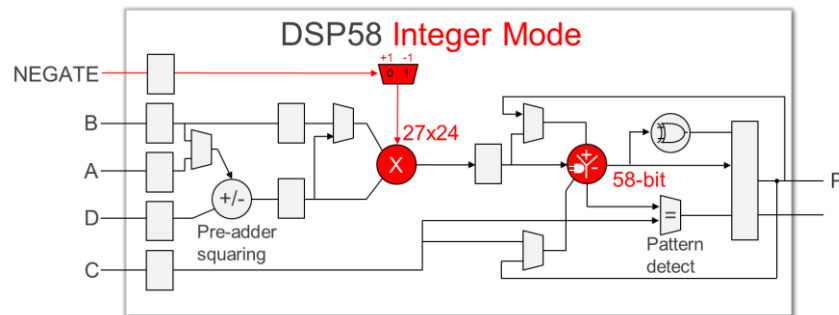 DSP58 Integer Mode
NEGATE
+1 -1
0 1
B
27x24
A
X
+
-
58-bit
P
D
+/-
=
Pre-adder
squaring
Pattern
detect
C